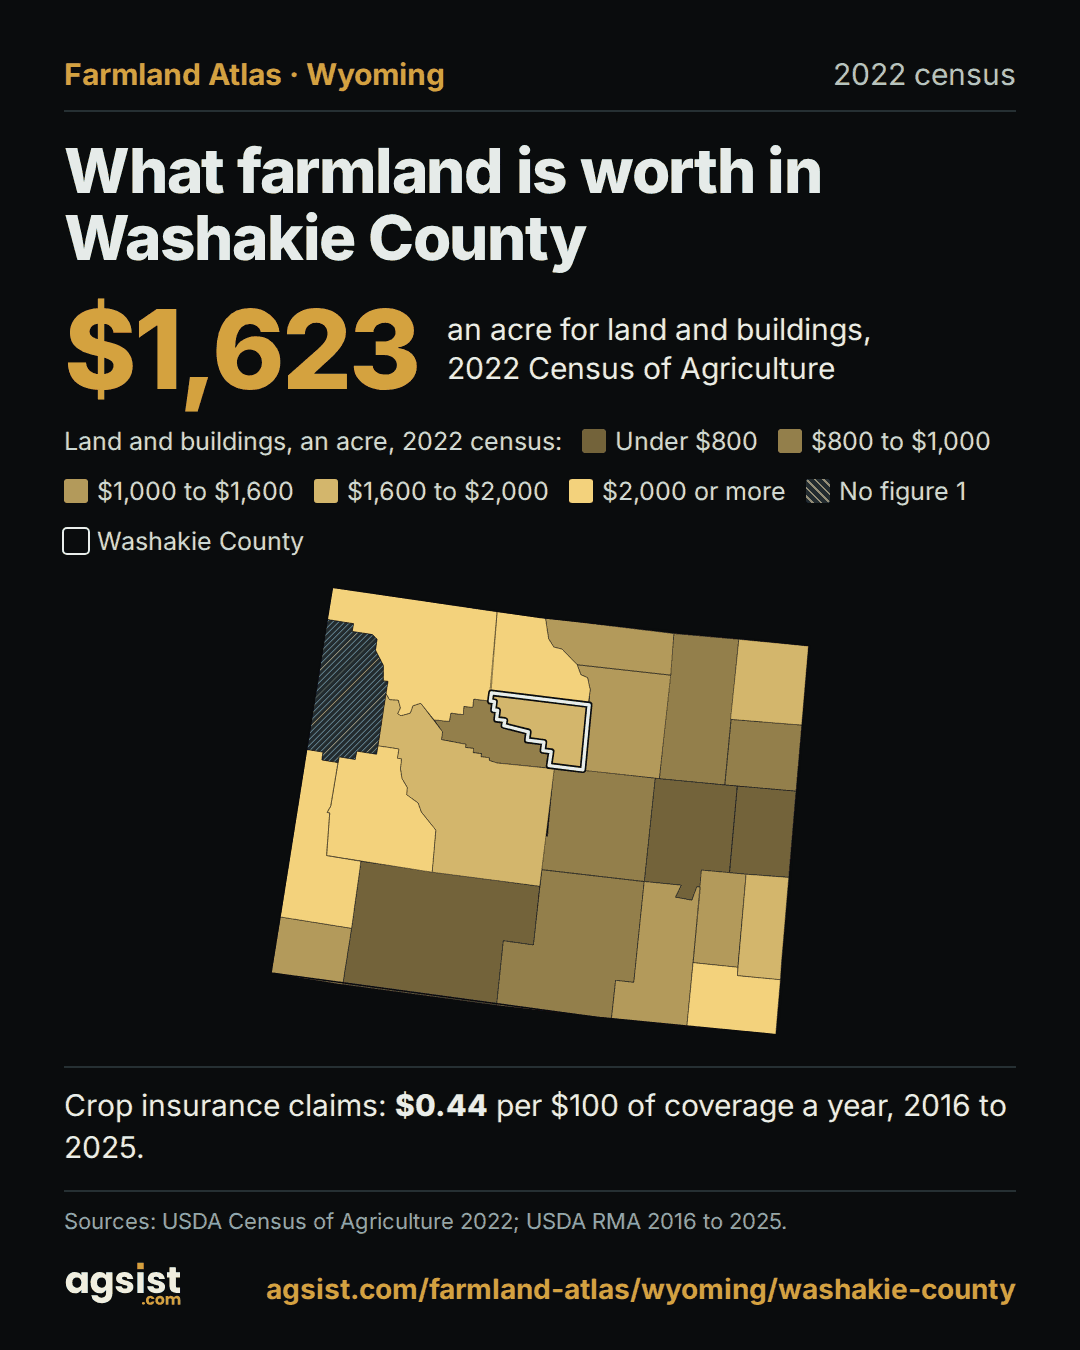 Farmland Atlas · Wyoming
2022 census
What farmland is worth in
Washakie County
$1,623
an acre for land and buildings,
2022 Census of Agriculture
Land and buildings, an acre, 2022 census: Under $800 $800 to $1,000
$1,000 to $1,600 $1,600 to $2,000 $2,000 or more No figure 1
Washakie County
Crop insurance claims: $0.44 per $100 of coverage a year, 2016 to
2025.
Sources: USDA Census of Agriculture 2022; USDA RMA 2016 to 2025.
agsist
.com
agsist.com/farmland-atlas/wyoming/washakie-county